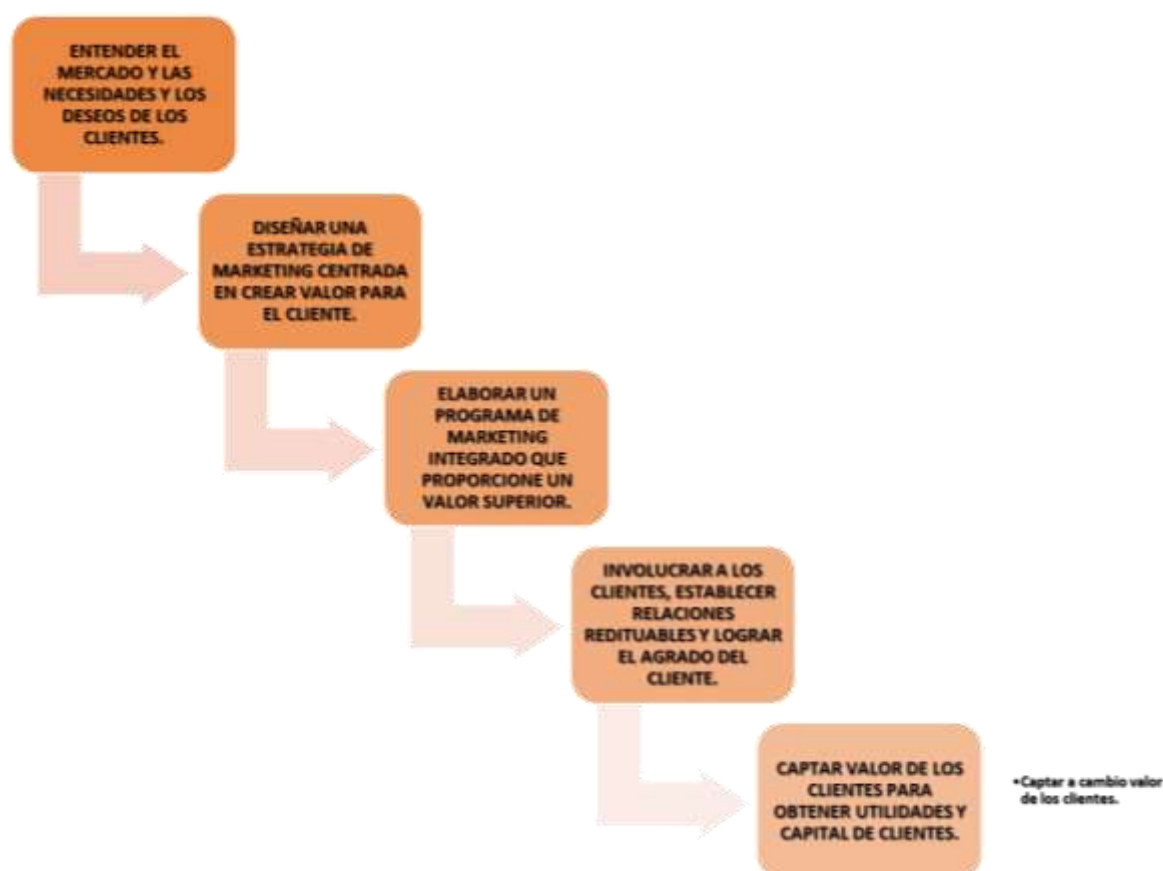 ENTENDER EL
MERCADO Y LAS
NECESIDADES Y LOS
DESEOS DE LOS
CLIENTES.
DISEÑAR UNA
ESTRATEGIA DE
MARKETING CENTRADA
EN CREAR VALOR PARA
EL CLIENTE.
ELABORAR UN
PROGRAMA DE
MARKETING
INTEGRADO QUE
PROPORCIONE UN
VALOR SUPERIOR.
INVOLUCRAR A LOS
CLIENTES, ESTABLECER
RELACIONES
REDITUABLES Y LOGRAR
EL AGRADO DEL
CLIENTE.
CAPTAR VALOR DE LOS
CLIENTES PARA
OBTENER UTILIDADES Y
CAPITAL DE CLIENTES.
•Captar a cambio valor
de los clientes.